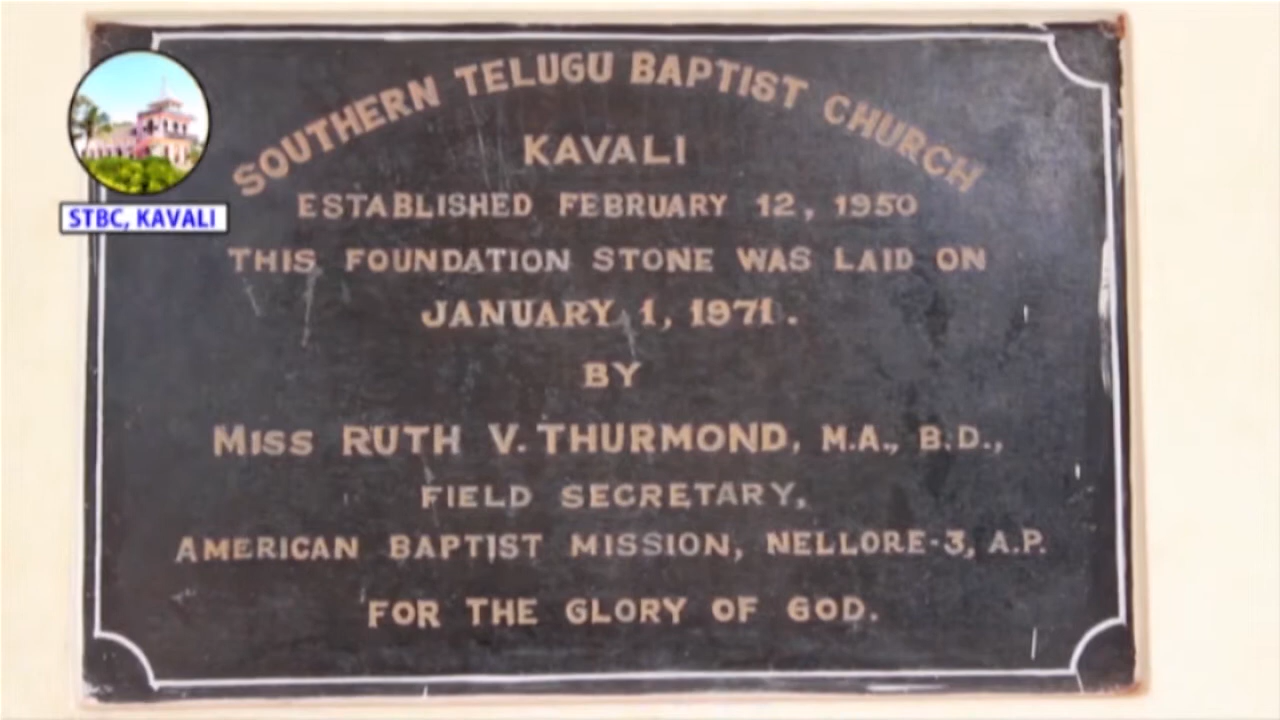 SOUTHERN TELUGU BAPTIST CHURCH
KAVALI
STBC, KAVALI
ESTABLISHED FEBRUARY 12, 1950
THIS FOUNDATION STONE WAS LAID ON
JANUARY 1, 1971.
BY
MISS RUTH V. THURMOND, M.A., B.D.,
FIELD SECRETARY,
AMERICAN BAPTIST MISSION, NELLORE-3, A.P.
FOR THE GLORY OF GOD.